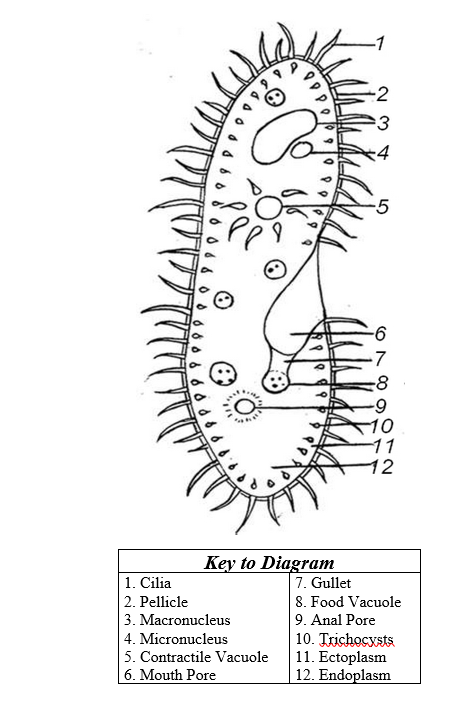 1
2
3
4
5
6
7
8
9
10
11
12
Key to Diagram
1. Cilia
2. Pellicle
3. Macronucleus
4. Micronucleus
5. Contractile Vacuole
6. Mouth Pore
7. Gullet
8. Food Vacuole
9. Anal Pore
10. Trichocysts
11. Ectoplasm
12. Endoplasm